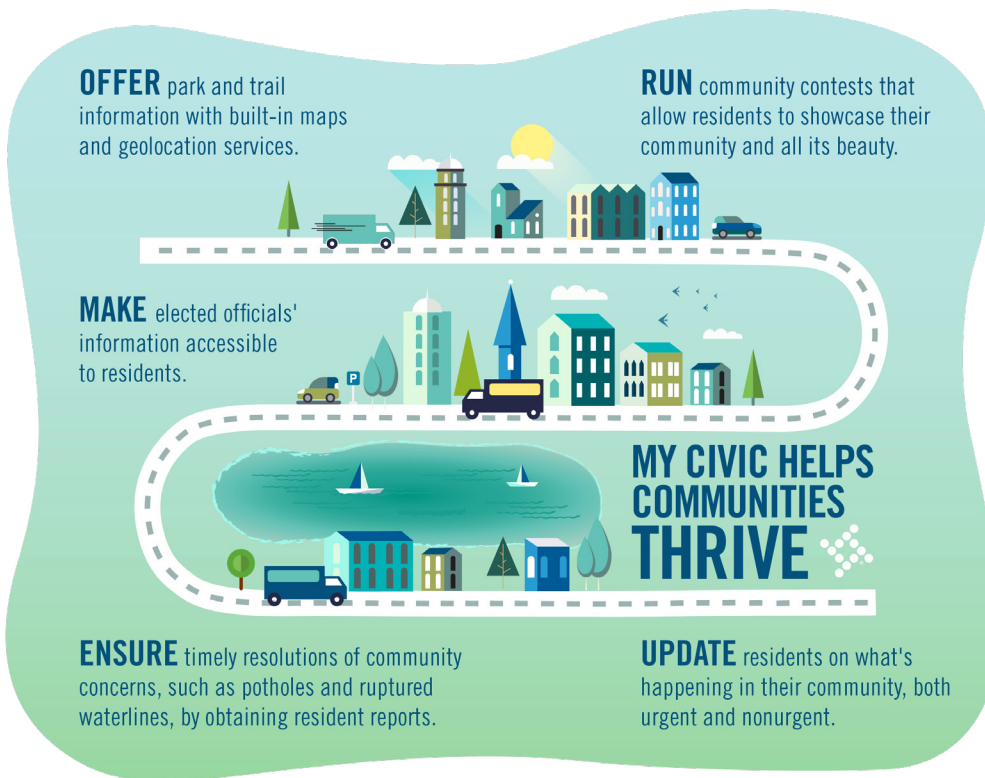 OFFER park and trail
information with built-in maps
and geolocation services.
RUN community contests that
allow residents to showcase their
community and all its beauty.
MAKE elected officials'
information accessible
to residents.
P
MY CIVIC HELPS
COMMUNITIES
THRIVE
ENSURE timely resolutions of community
concerns, such as potholes and ruptured
waterlines, by obtaining resident reports.
UPDATE residents on what's
happening in their community, both
urgent and nonurgent.